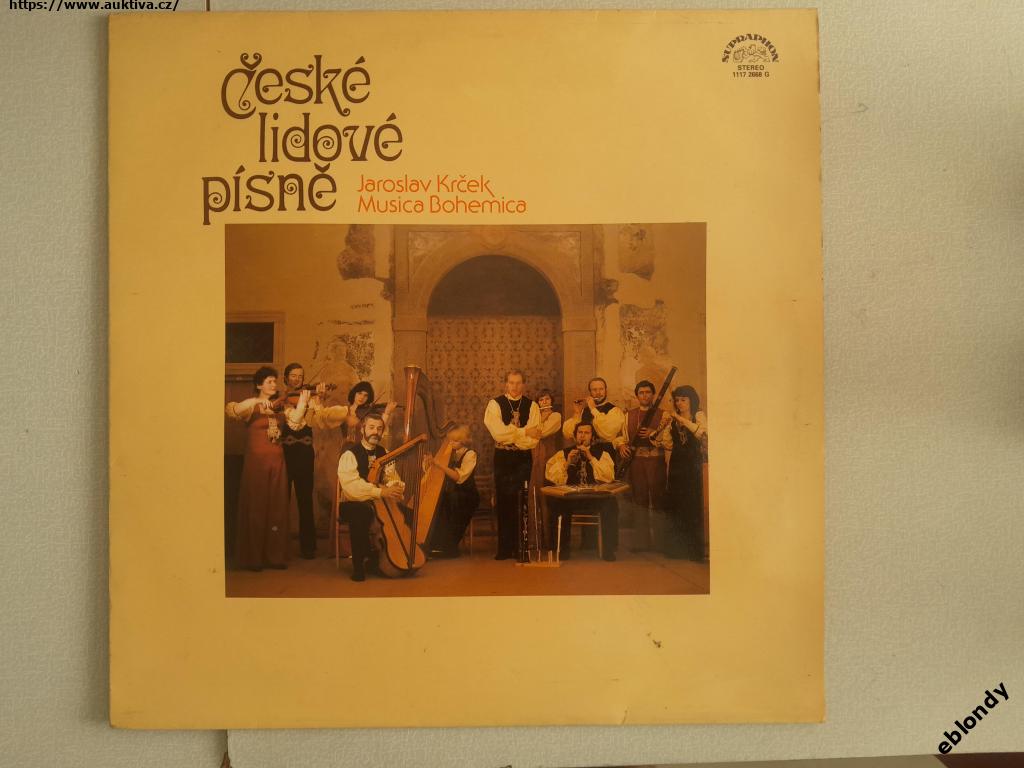 https://www.auktiva.cz/
SUPRAPHON
STEREO
1117 2668 G
České
lidové
písně
Jaroslav Krček
Musica Bohemica
eblondy